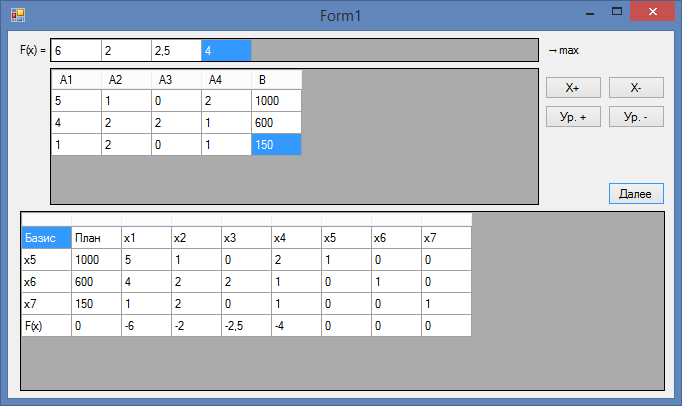 Form1
F(x) = 6 2 2,5 4 →max
A1 A2 A3 A4 B
5 1 0 2 1000
4 2 2 1 600
1 2 0 1 150
X+ X-
Ур. + Ур. -
Далее
Базис План x1 x2 x3 x4 x5 x6 x7
x5 1000 5 1 0 2 1 0 0
x6 600 4 2 2 1 0 1 0
x7 150 1 2 0 1 0 0 1
F(x) 0 -6 -2 -2,5 -4 0 0 0